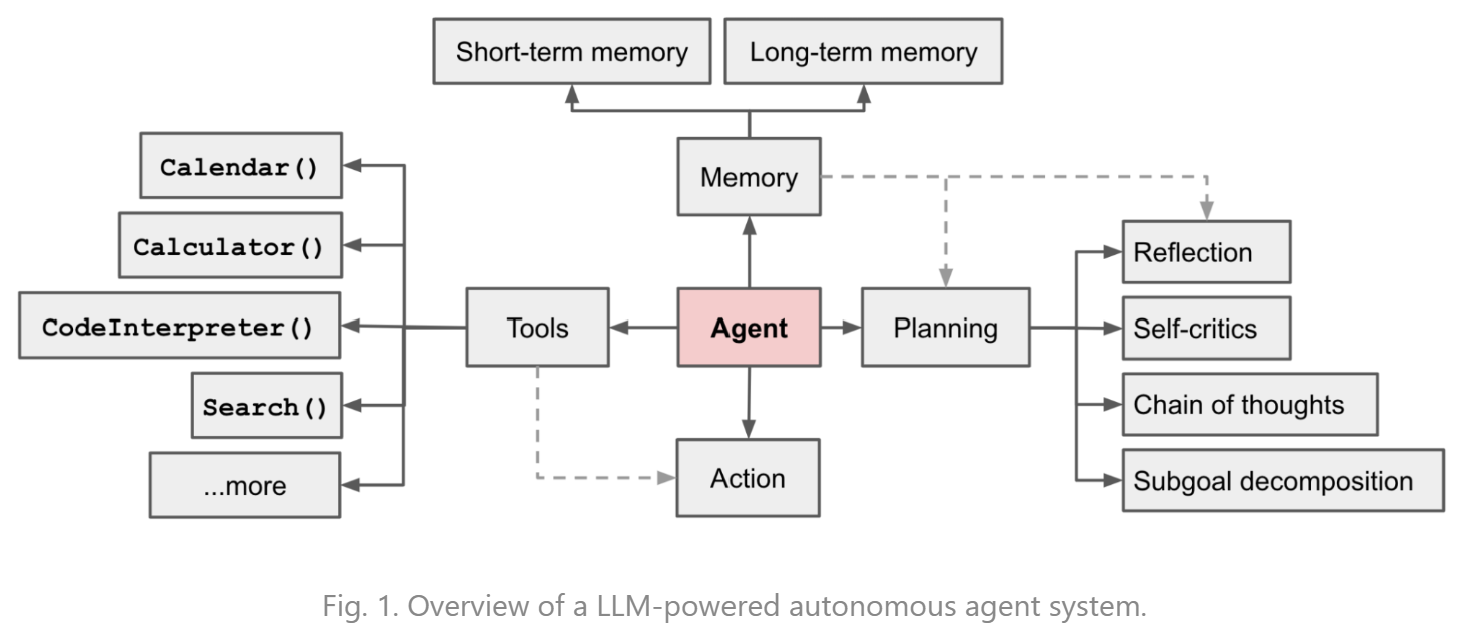 Short-term memory
Long-term memory
Calendar()
Memory
Calculator()
Reflection
CodeInterpreter()
Tools
Agent
Planning
Self-critics
Search()
Chain of thoughts
...more
Action
Subgoal decomposition
Fig. 1. Overview of a LLM-powered autonomous agent system.